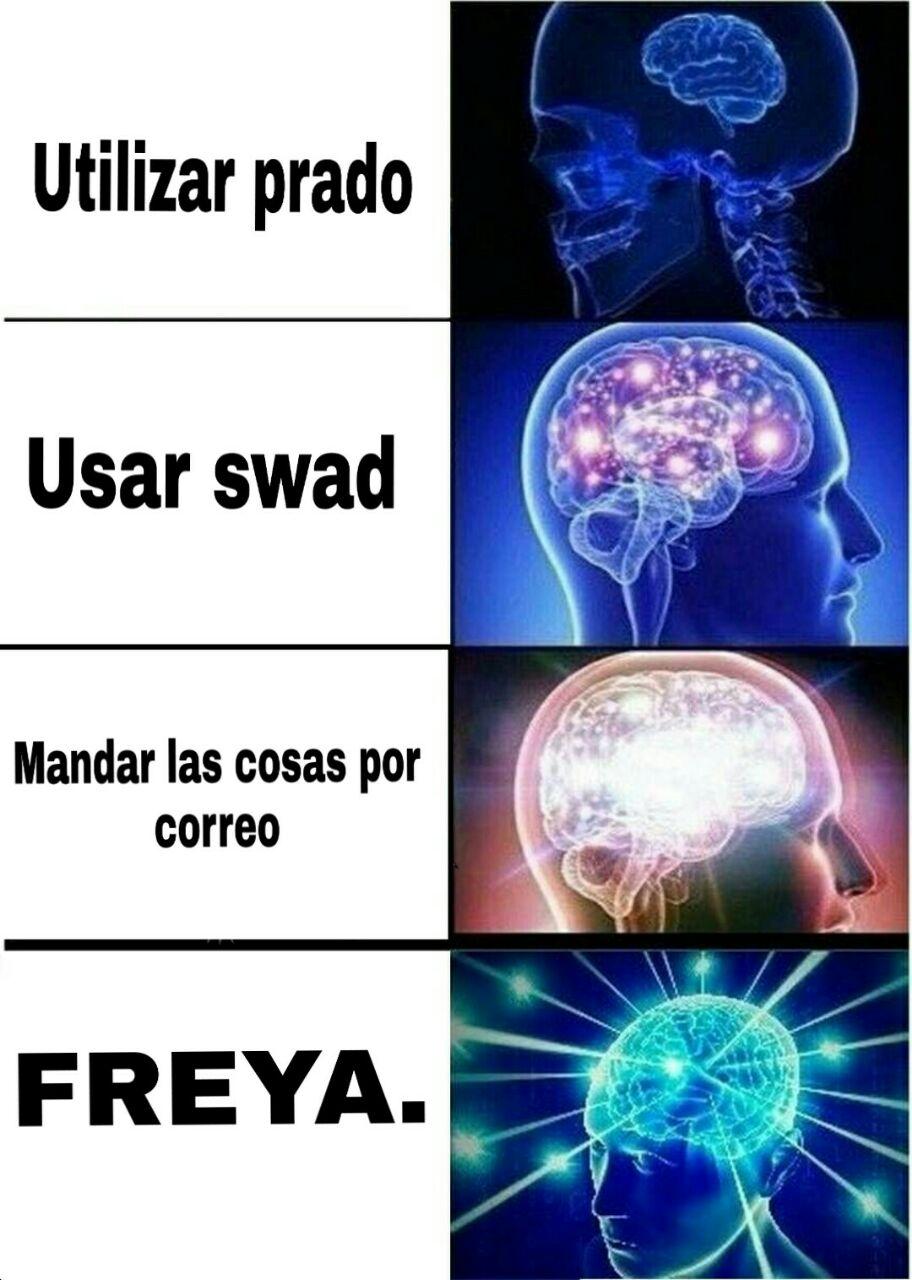 Utilizar prado
Usar swad
Mandar las cosas por
correo
FREYA.